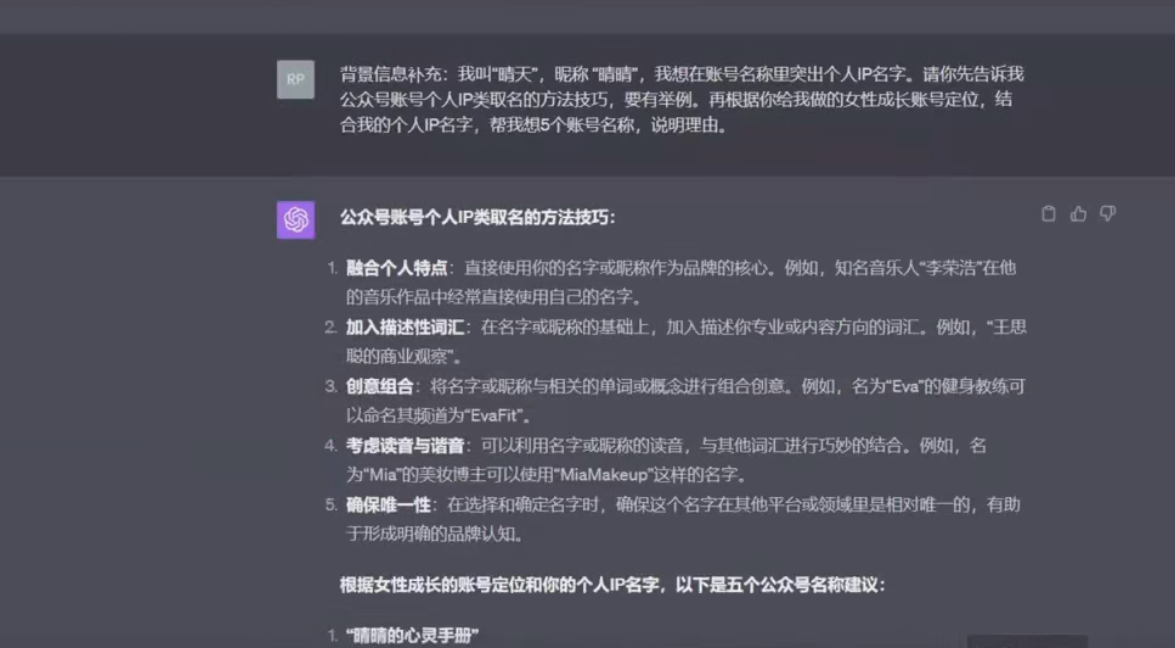 RP
背景信息补充：我叫“晴天”，昵称 “晴晴”，我想在账号名称里突出个人IP名字。请你先告诉我
公众号账号个人IP类取名的方法技巧，要有举例。再根据你给我做的女性成长账号定位，结
合我的个人IP名字，帮我想5个账号名称，说明理由。
公众号账号个人IP类取名的方法技巧：
1. 融合个人特点：直接使用你的名字或昵称作为品牌的核心。例如，知名音乐人“李荣浩”在他
的音乐作品中经常直接使用自己的名字。
2. 加入描述性词汇：在名字或昵称的基础上，加入描述你专业或内容方向的词汇。例如，“王思
聪的商业观察”。
3. 创意组合：将名字或昵称与相关的单词或概念进行组合创意。例如，名为“Eva”的健身教练可
以命名其频道为“EvaFit”。
4. 考虑读音与谐音：可以利用名字或昵称的读音，与其他词汇进行巧妙的结合。例如，名
为“Mia”的美妆博主可以使用“MiaMakeup”这样的名字。
5. 确保唯一性：在选择和确定名字时，确保这个名字在其他平台或领域里是相对唯一的，有助
于形成明确的品牌认知。
根据女性成长的账号定位和你的个人IP名字，以下是五个公众号名称建议：
1. “晴晴的心灵手册”